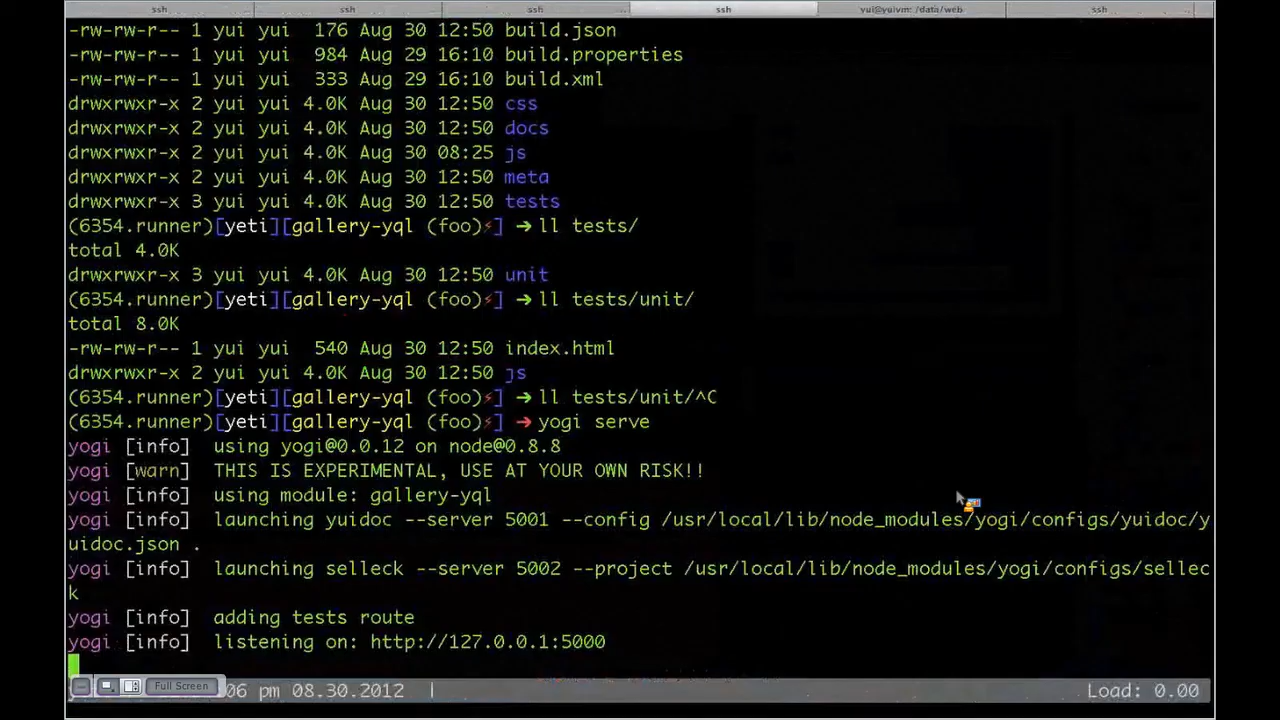 ssh ssh ssh ssh yui@yuivm: /data/web ssh
-rw-rw-r-- 1 yui yui 176 Aug 30 12:50 build.json
-rw-rw-r-- 1 yui yui 984 Aug 29 16:10 build.properties
-rw-rw-r-- 1 yui yui 333 Aug 29 16:10 build.xml
drwxrwxr-x 2 yui yui 4.0K Aug 30 12:50 css
drwxrwxr-x 2 yui yui 4.0K Aug 30 12:50 docs
drwxrwxr-x 2 yui yui 4.0K Aug 30 08:25 js
drwxrwxr-x 2 yui yui 4.0K Aug 30 12:50 meta
drwxrwxr-x 3 yui yui 4.0K Aug 30 12:50 tests
(6354.runner)[yeti][gallery-yql (foo)⚡] ➔ ll tests/
total 4.0K
drwxrwxr-x 3 yui yui 4.0K Aug 30 12:50 unit
(6354.runner)[yeti][gallery-yql (foo)⚡] ➔ ll tests/unit/
total 8.0K
-rw-rw-r-- 1 yui yui 540 Aug 30 12:50 index.html
drwxrwxr-x 2 yui yui 4.0K Aug 30 12:50 js
(6354.runner)[yeti][gallery-yql (foo)⚡] ➔ ll tests/unit/^C
(6354.runner)[yeti][gallery-yql (foo)⚡] ➔ yogi serve
yogi [info] using yogi@0.0.12 on node@0.8.8
yogi [warn] THIS IS EXPERIMENTAL, USE AT YOUR OWN RISK!!
yogi [info] using module: gallery-yql
yogi [info] launching yuidoc --server 5001 --config /usr/local/lib/node_modules/yogi/configs/yuidoc/y
uidoc.json .
yogi [info] launching selleck --server 5002 --project /usr/local/lib/node_modules/yogi/configs/sellec
k
yogi [info] adding tests route
yogi [info] listening on: http://127.0.0.1:5000
Full Screen 06 pm 08.30.2012 | Load: 0.00